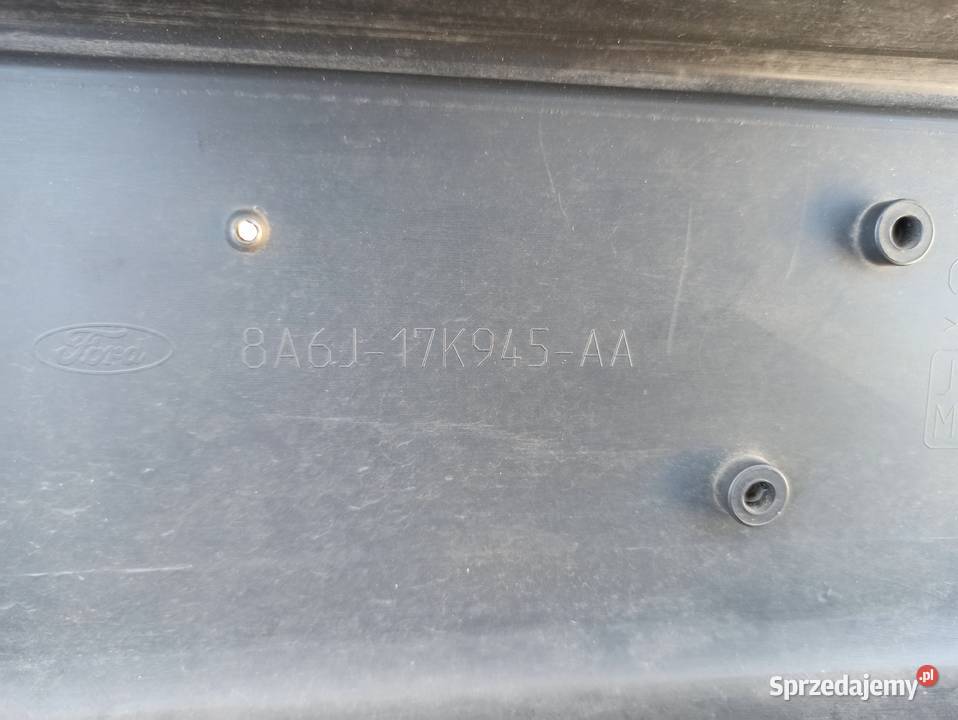 Ford 8A6J-17K945-AA
J
M
Sprzedajemy.pl